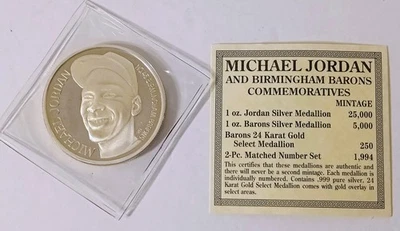 MICHAEL JORDAN
MICHAEL JORDAN
AND BIRMINGHAM BARONS
COMMEMORATIVES
MINTAGE
1 oz. Jordan Silver Medallion 25,000
1 oz. Barons Silver Medallion 5,000
Barons 24 Karat Gold
Select Medallion 250
2-Pc. Matched Number Set 1,994
This certifies that these medallions are authentic and
there will never be a second mintage. Each medallion is
individually numbered. Contains .999 pure silver, 24
Karat Gold Select Medallion comes with gold overlay in
select areas.